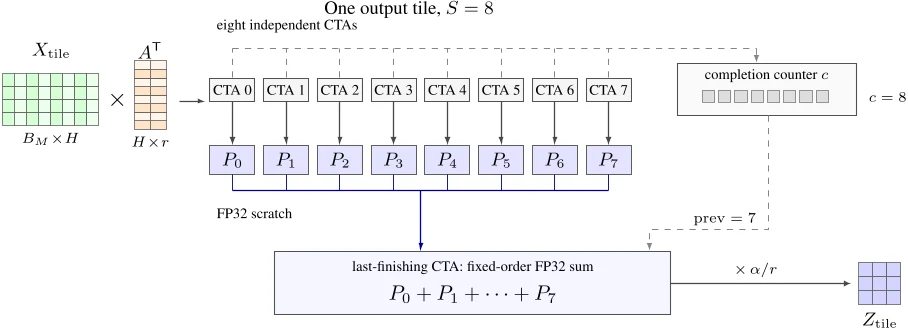 One output tile, S = 8
eight independent CTAs
X_tile
A^T
×
B_M × H
H × r
CTA 0 CTA 1 CTA 2 CTA 3 CTA 4 CTA 5 CTA 6 CTA 7
completion counter c
c = 8
P_0 P_1 P_2 P_3 P_4 P_5 P_6 P_7
FP32 scratch
prev = 7
last-finishing CTA: fixed-order FP32 sum
P_0 + P_1 + ⋯ + P_7
× α/r
Z_tile